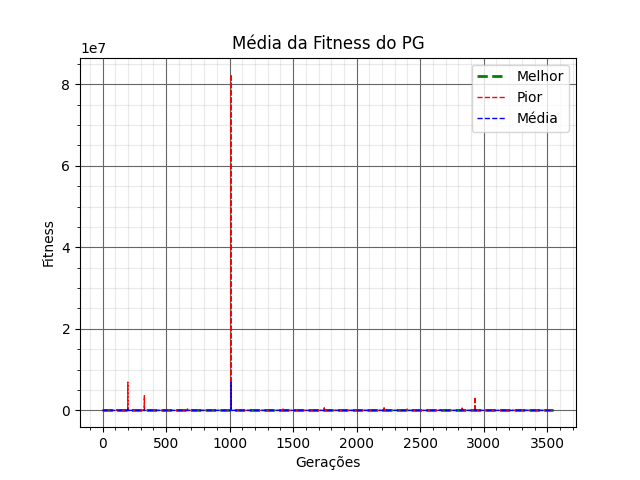 Média da Fitness do PG
1e7
Melhor
Pior
Média
8
6
4
2
0
Fitness
0 500 1000 1500 2000 2500 3000 3500
Gerações